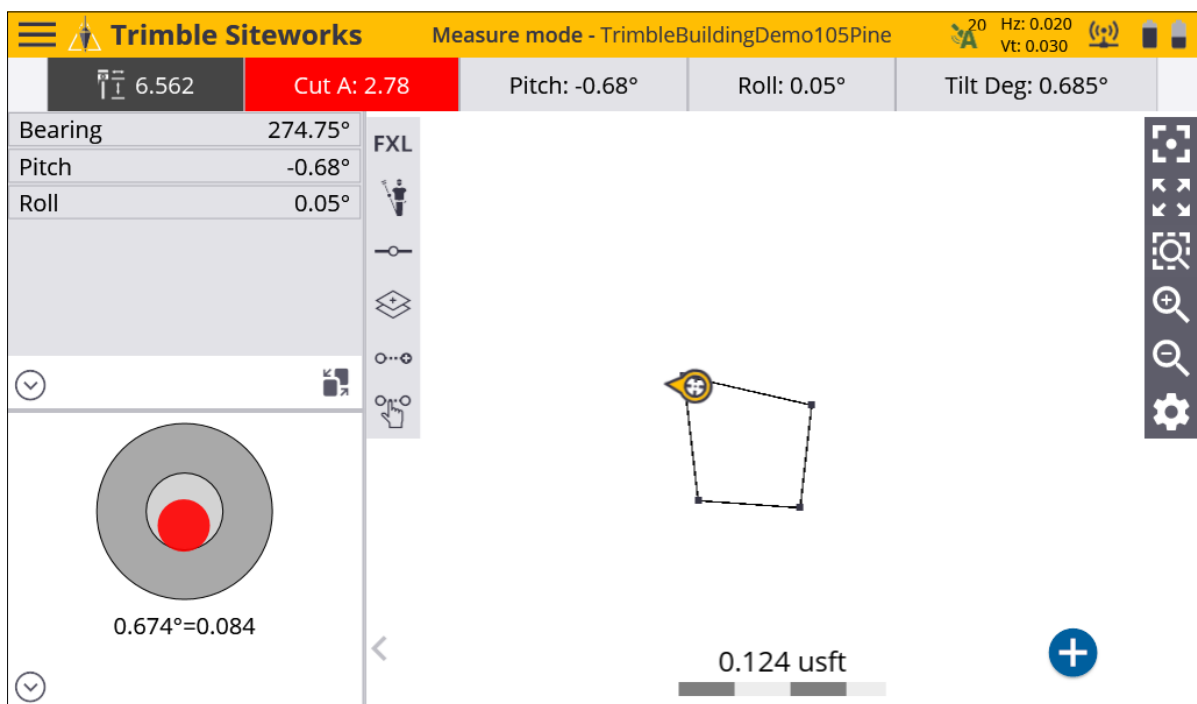 Trimble Siteworks
Measure mode - TrimbleBuildingDemo105Pine
20
Hz: 0.020
Vt: 0.030
6.562
Cut A: 2.78
Pitch: -0.68°
Roll: 0.05°
Tilt Deg: 0.685°
Bearing 274.75°
Pitch -0.68°
Roll 0.05°
FXL
0.674°=0.084
0.124 usft